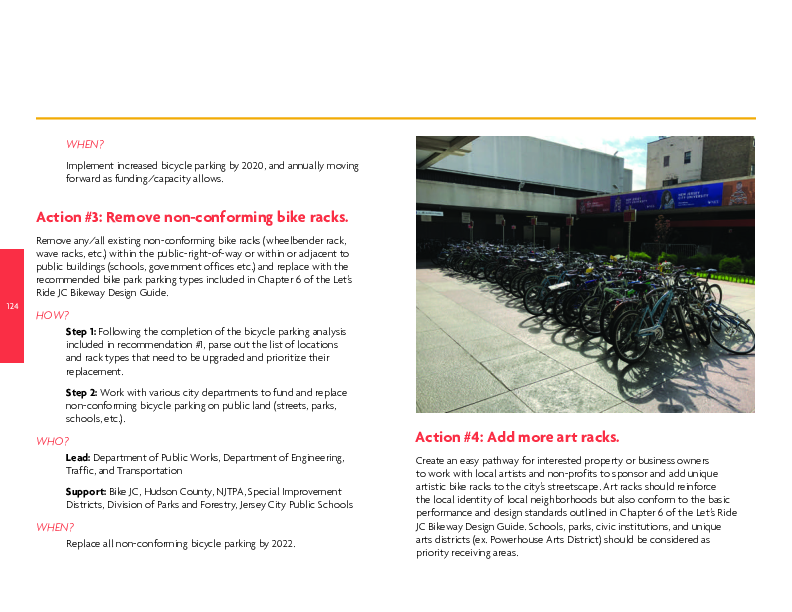 WHEN?
Implement increased bicycle parking by 2020, and annually moving
forward as funding/capacity allows.
Action #3: Remove non-conforming bike racks.
Remove any/all existing non-conforming bike racks (wheelbender rack,
wave racks, etc.) within the public-right-of-way or within or adjacent to
public buildings (schools, government offices etc.) and replace with the
recommended bike park parking types included in Chapter 6 of the Let's
Ride JC Bikeway Design Guide.
124
HOW?
Step 1: Following the completion of the bicycle parking analysis
included in recommendation #1, parse out the list of locations
and rack types that need to be upgraded and prioritize their
replacement.
Step 2: Work with various city departments to fund and replace
non-conforming bicycle parking on public land (streets, parks,
schools, etc.).
WHO?
Lead: Department of Public Works, Department of Engineering,
Traffic, and Transportation
Support: Bike JC, Hudson County, NJTPA, Special Improvement
Districts, Division of Parks and Forestry, Jersey City Public Schools
WHEN?
Replace all non-conforming bicycle parking by 2022.
NEW JERSEY
CITY UNIVERSITY
NEW JERSEY
CITY UNIVERSITY
Action #4: Add more art racks.
Create an easy pathway for interested property or business owners
to work with local artists and non-profits to sponsor and add unique
artistic bike racks to the city's streetscape. Art racks should reinforce
the local identity of local neighborhoods but also conform to the basic
performance and design standards outlined in Chapter 6 of the Let's Ride
JC Bikeway Design Guide. Schools, parks, civic institutions, and unique
arts districts (ex. Powerhouse Arts District) should be considered as
priority receiving areas.